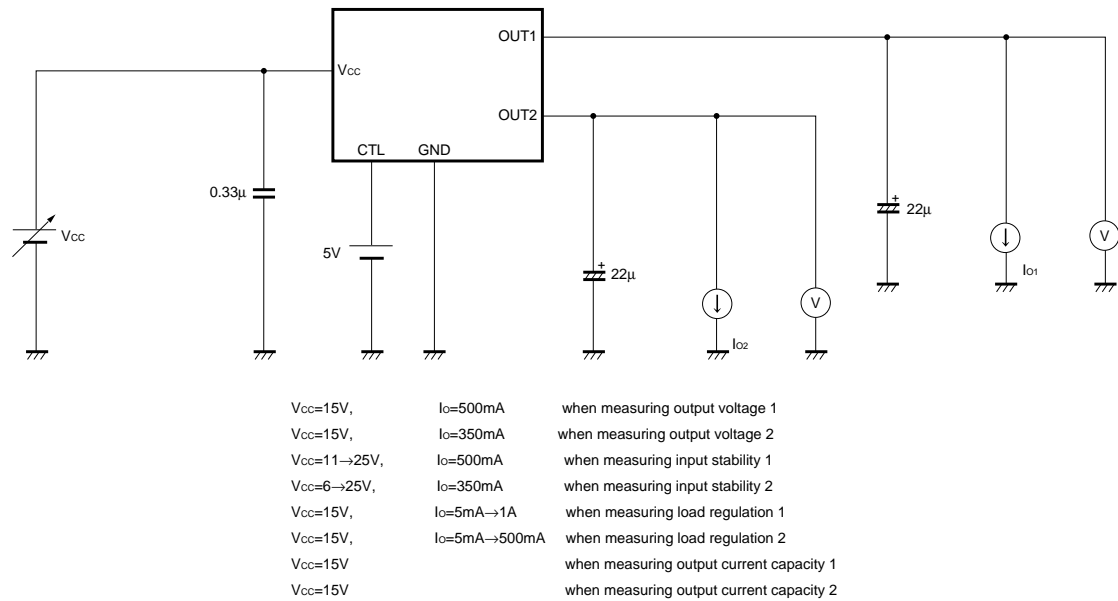 OUT1
Vcc
OUT2
CTL GND
0.33μ
Vcc
5V
+
22μ
Io2
V
+
22μ
Io1
V
Vcc=15V, Io=500mA when measuring output voltage 1
Vcc=15V, Io=350mA when measuring output voltage 2
Vcc=11→25V, Io=500mA when measuring input stability 1
Vcc=6→25V, Io=350mA when measuring input stability 2
Vcc=15V, Io=5mA→1A when measuring load regulation 1
Vcc=15V, Io=5mA→500mA when measuring load regulation 2
Vcc=15V when measuring output current capacity 1
Vcc=15V when measuring output current capacity 2